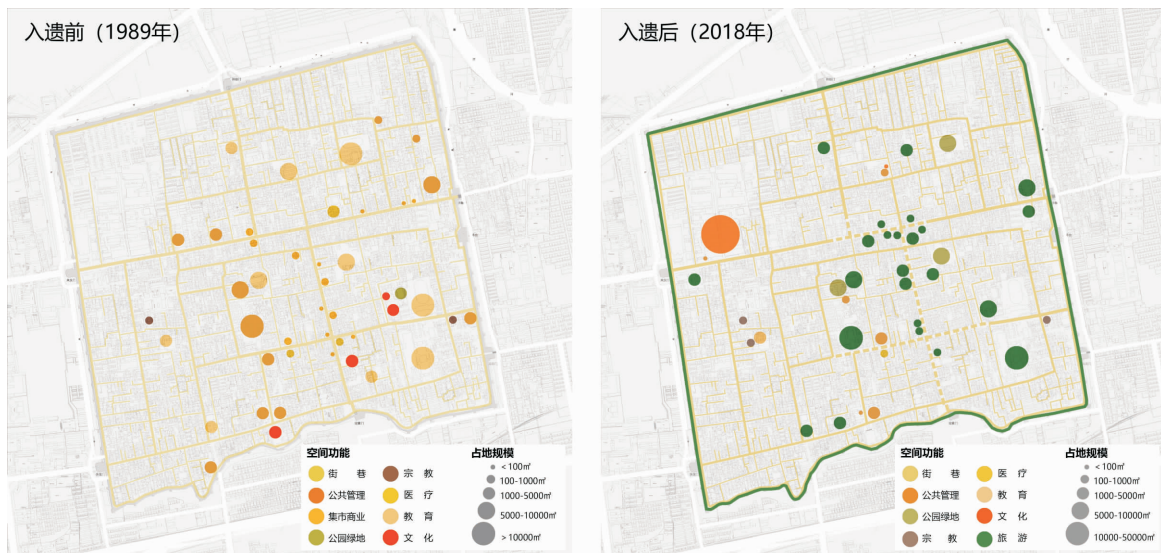 入遗前（1989年）
入遗后（2018年）
空间功能
街 巷
宗 教
公共管理
医 疗
集市商业
教 育
公园绿地
文 化
占地规模
<100㎡
100-1000㎡
1000-5000㎡
5000-10000㎡
>10000㎡
空间功能
街 巷
医 疗
公共管理
教 育
公园绿地
文 化
宗 教
旅 游
占地规模
<100㎡
100-1000㎡
1000-5000㎡
5000-10000㎡
10000-50000㎡